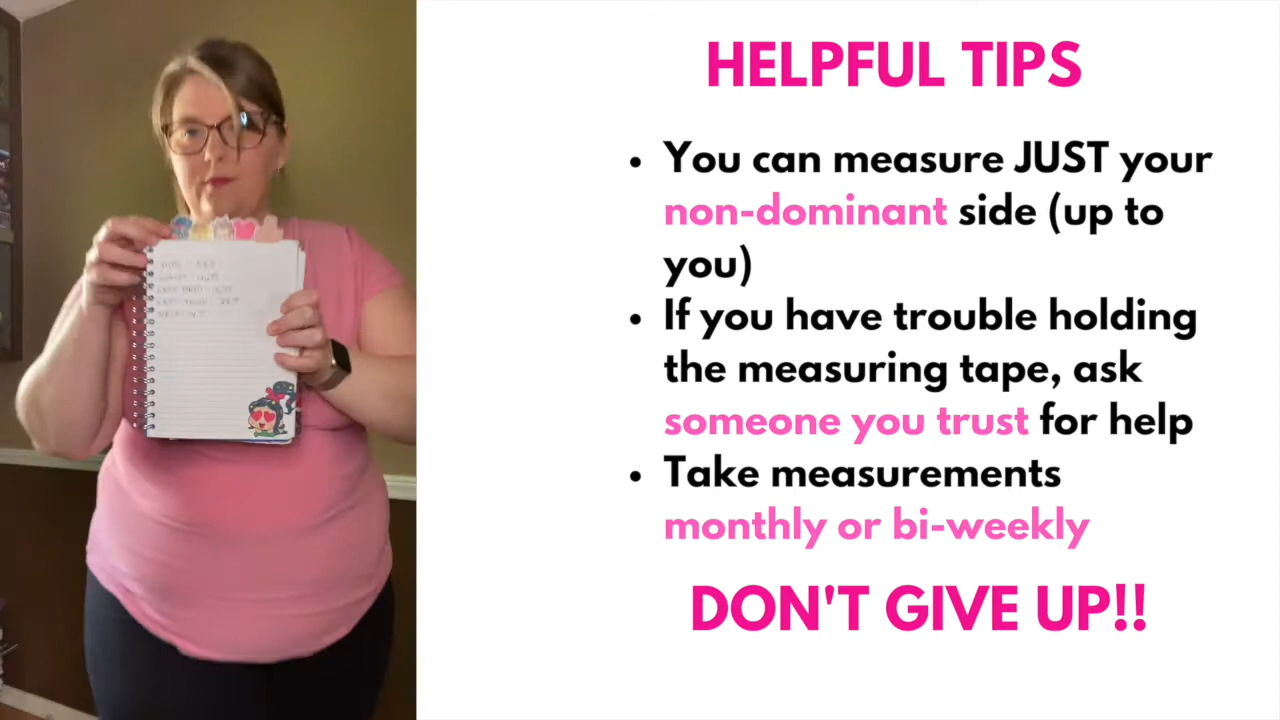 HELPFUL TIPS
• You can measure JUST your
non-dominant side (up to
you)
• If you have trouble holding
the measuring tape, ask
someone you trust for help
• Take measurements
monthly or bi-weekly
DON'T GIVE UP!!